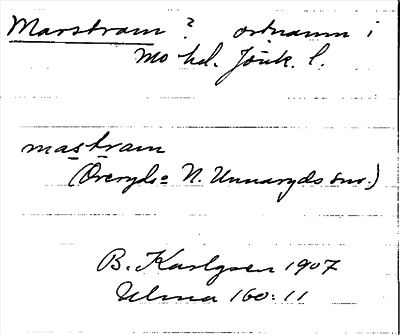 Marstram? ortnamn i
Mo hd. Jönk. l.
mastram
(Öreryds o N. Unnaryds snr.)
B. Karlgren 1907
Ulma 160:11